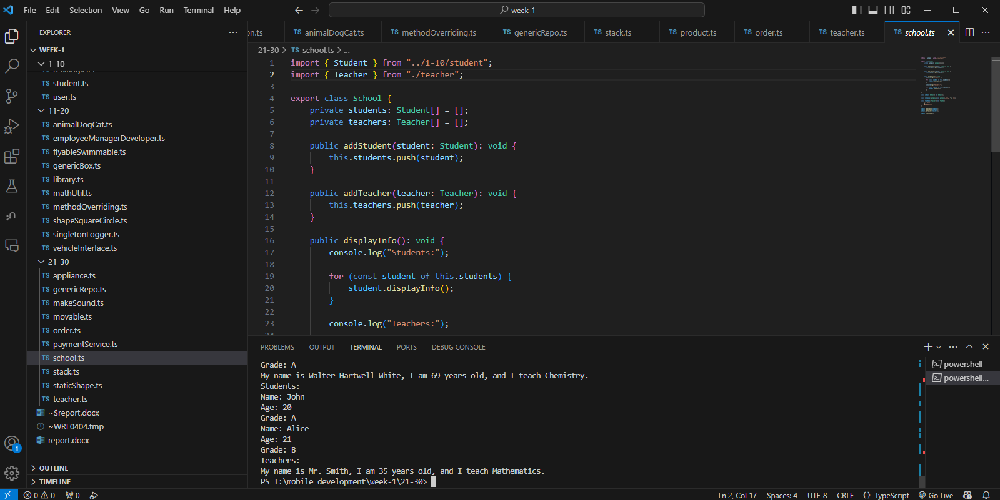 File Edit Selection View Go Run Terminal Help
week-1
EXPLORER
WEEK-1
1-10
rectangle.ts
student.ts
user.ts
11-20
animalDogCat.ts
employeeManagerDeveloper.ts
flyableSwimmable.ts
genericBox.ts
library.ts
mathUtil.ts
methodOverriding.ts
shapeSquareCircle.ts
singletonLogger.ts
vehicleInterface.ts
21-30
appliance.ts
genericRepo.ts
makeSound.ts
movable.ts
order.ts
paymentService.ts
school.ts
stack.ts
staticShape.ts
teacher.ts
~$report.docx
~WRL0404.tmp
report.docx
OUTLINE
TIMELINE
on.ts TS animalDogCat.ts TS methodOverriding.ts TS genericRepo.ts TS stack.ts TS product.ts TS order.ts TS teacher.ts TS school.ts
21-30 > TS school.ts > ...
1 import { Student } from "../1-10/student";
2 import { Teacher } from "./teacher";
3
4 export class School {
5 private students: Student[] = [];
6 private teachers: Teacher[] = [];
7
8 public addStudent(student: Student): void {
9 this.students.push(student);
10 }
11
12 public addTeacher(teacher: Teacher): void {
13 this.teachers.push(teacher);
14 }
15
16 public displayInfo(): void {
17 console.log("Students:");
18
19 for (const student of this.students) {
20 student.displayInfo();
21 }
22
23 console.log("Teachers:");
PROBLEMS OUTPUT TERMINAL PORTS DEBUG CONSOLE
Grade: A
My name is Walter Hartwell White, I am 69 years old, and I teach Chemistry.
Students:
Name: John
Age: 20
Grade: A
Name: Alice
Age: 21
Grade: B
Teachers:
My name is Mr. Smith, I am 35 years old, and I teach Mathematics.
PS T:\mobile_development\week-1\21-30>
powershell
powershell...
1
0 0 0 Ln 2, Col 17 Spaces: 4 UTF-8 CRLF {} TypeScript Go Live